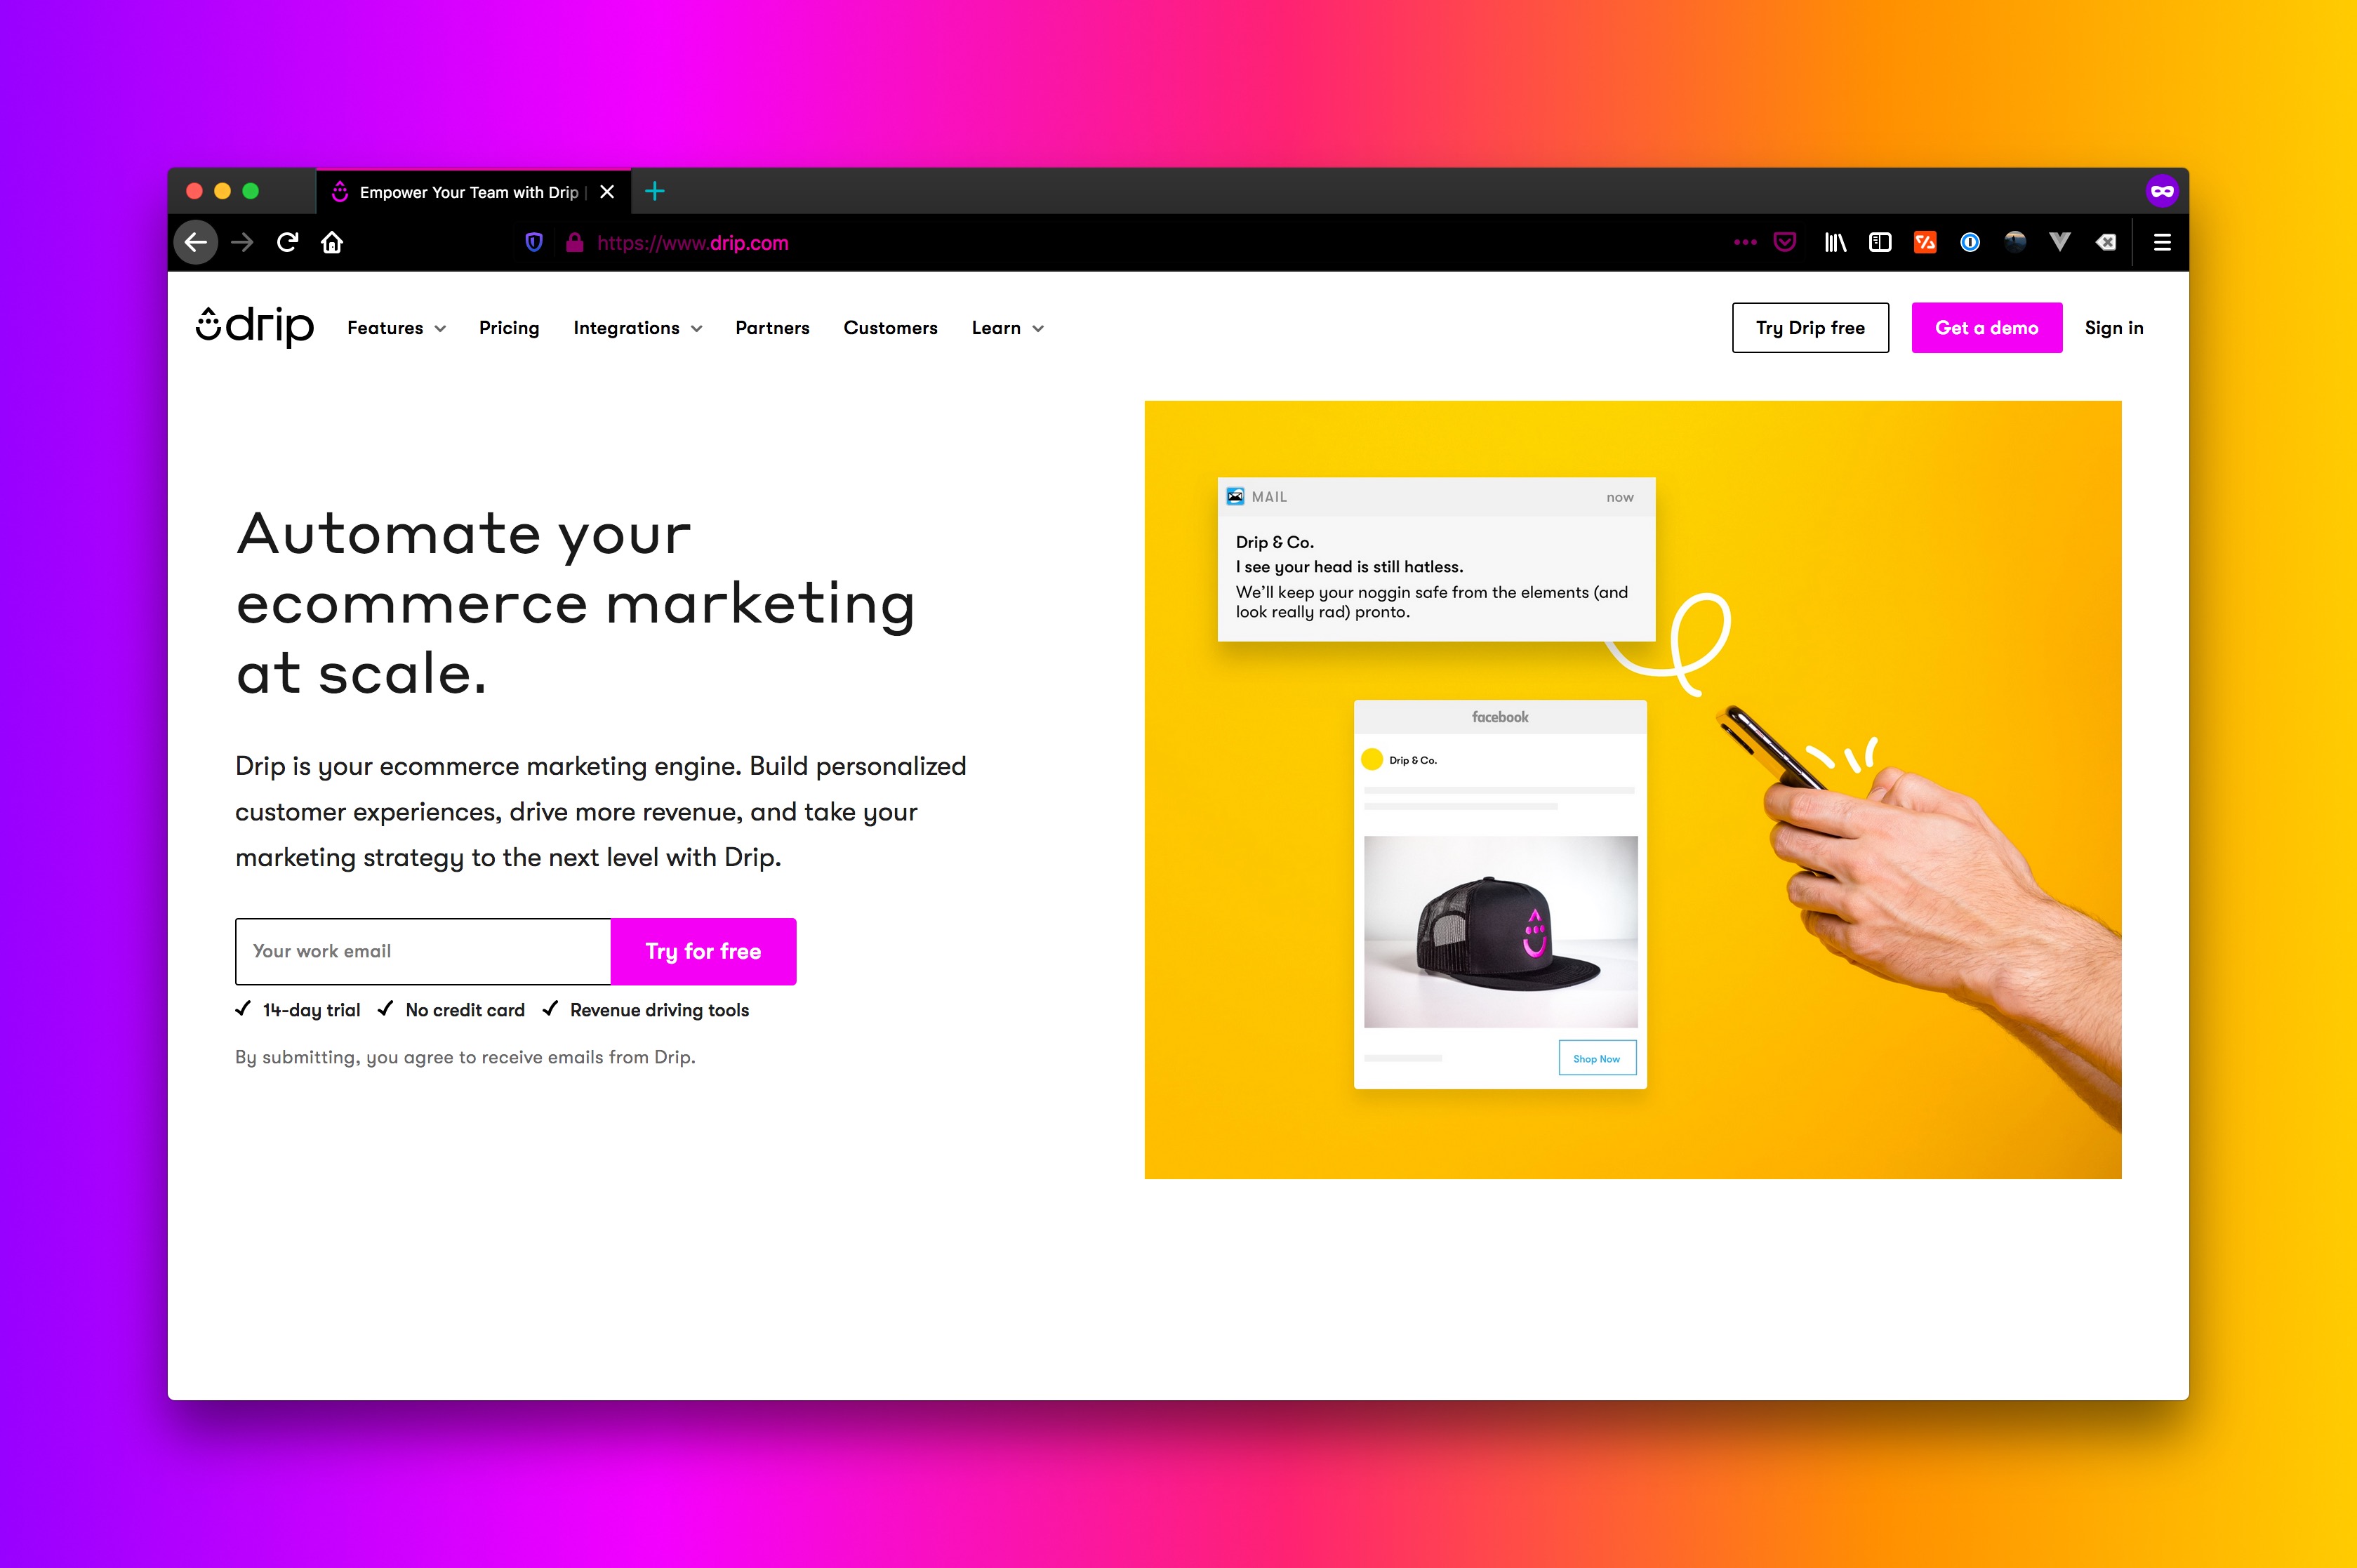 Empower Your Team with Drip |
https://www.drip.com
drip
Features
Pricing
Integrations
Partners
Customers
Learn
Try Drip free
Get a demo
Sign in
Automate your
ecommerce marketing
at scale.
Drip is your ecommerce marketing engine. Build personalized
customer experiences, drive more revenue, and take your
marketing strategy to the next level with Drip.
Your work email
Try for free
14-day trial
No credit card
Revenue driving tools
By submitting, you agree to receive emails from Drip.
MAIL
now
Drip & Co.
I see your head is still hatless.
We’ll keep your noggin safe from the elements (and
look really rad) pronto.
facebook
Drip & Co.
Shop Now